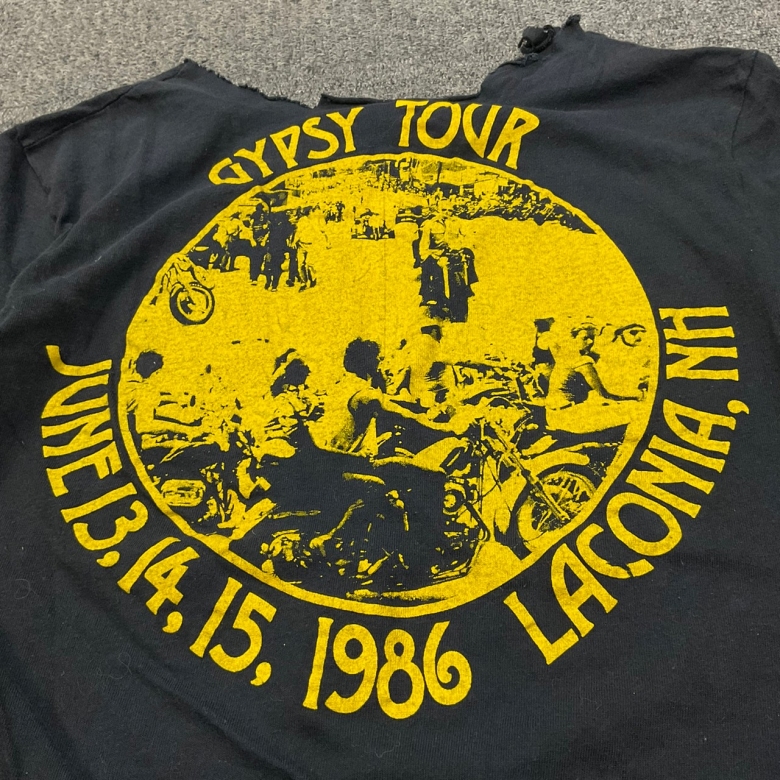 GYPSY TOUR
JUNE 13, 14, 15, 1986
LACONIA, NH